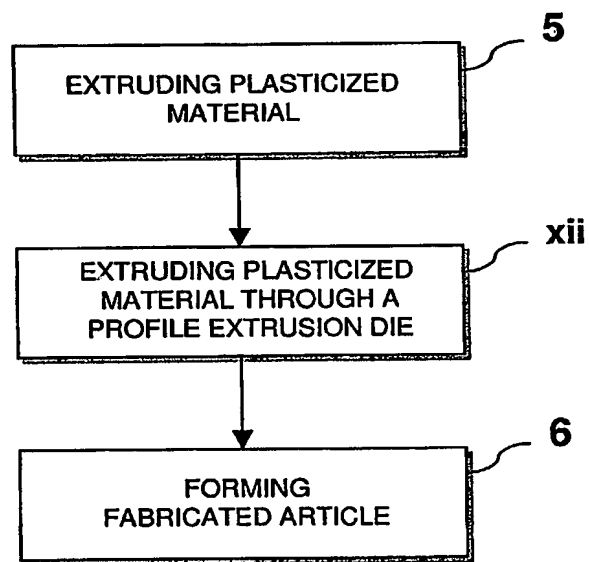 5
EXTRUDING PLASTICIZED
MATERIAL
xii
EXTRUDING PLASTICIZED
MATERIAL THROUGH A
PROFILE EXTRUSION DIE
6
FORMING
FABRICATED ARTICLE